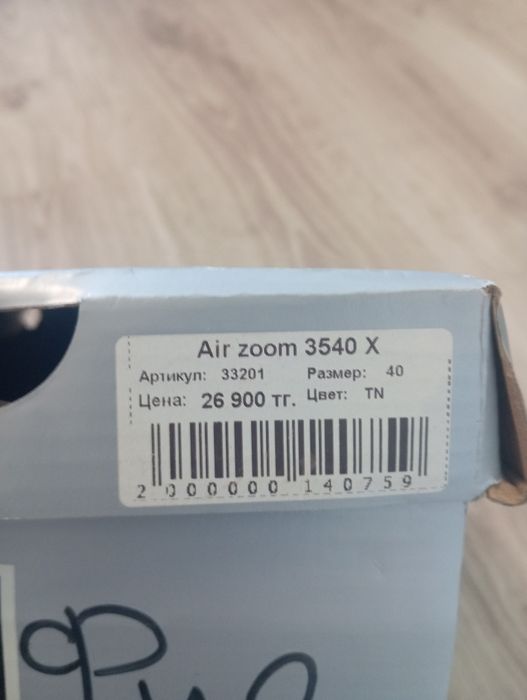 Air zoom 3540 X
Артикул: 33201 Размер: 40
Цена: 26 900 тг. Цвет: TN
2 000000 140759